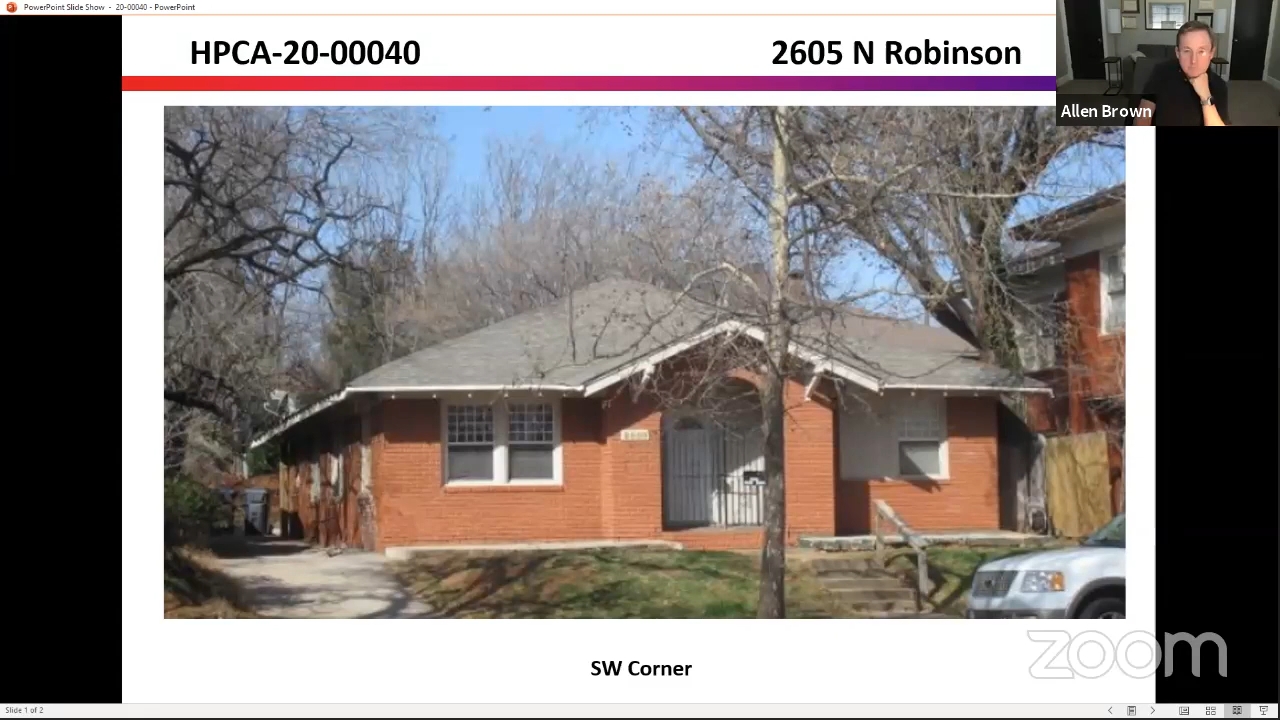 PowerPoint Slide Show - 20-00040 - PowerPoint
HPCA-20-00040
2605 N Robinson
Allen Brown
SW Corner
zoom
Slide 1 of 2